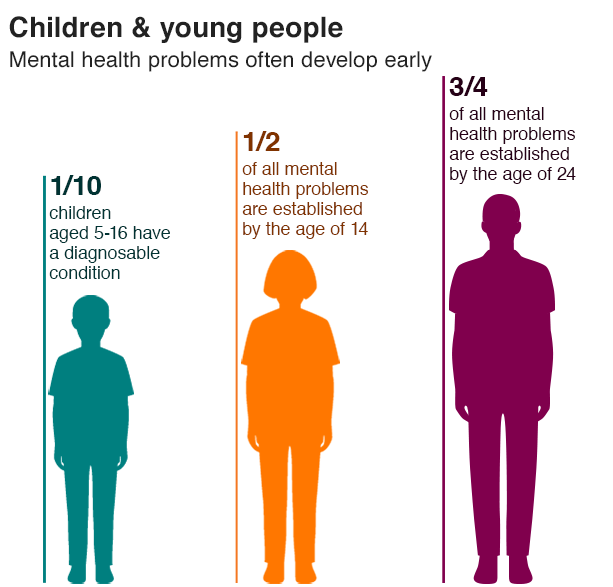 Children & young people
Mental health problems often develop early
1/10
children
aged 5-16 have
a diagnosable
condition
1/2
of all mental
health problems
are established
by the age of 14
3/4
of all mental
health problems
are established
by the age of 24